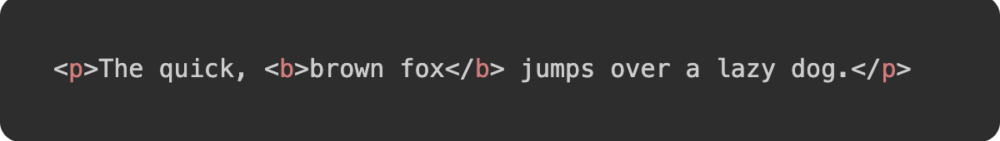 <p>The quick, <b>brown fox</b> jumps over a lazy dog.</p>